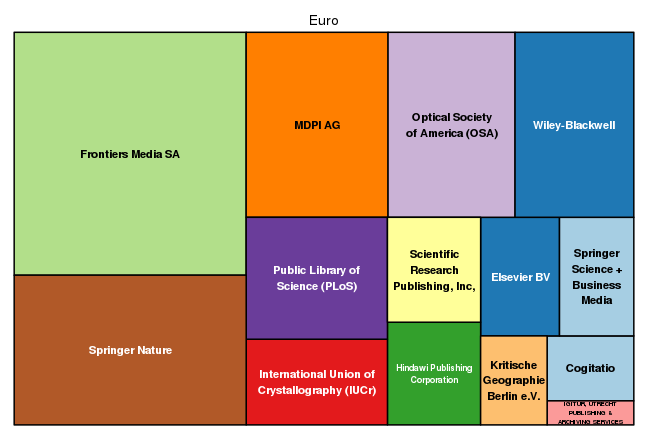 Euro
Frontiers Media SA
MDPI AG
Optical Society
of America (OSA)
Wiley-Blackwell
Springer Nature
Public Library of
Science (PLoS)
International Union of
Crystallography (IUCr)
Scientific
Research
Publishing, Inc,
Hindawi Publishing
Corporation
Elsevier BV
Springer
Science +
Business
Media
Kritische
Geographie
Berlin e.V.
Cogitatio
IGITUR, UTRECHT
PUBLISHING &
ARCHIVING SERVICES